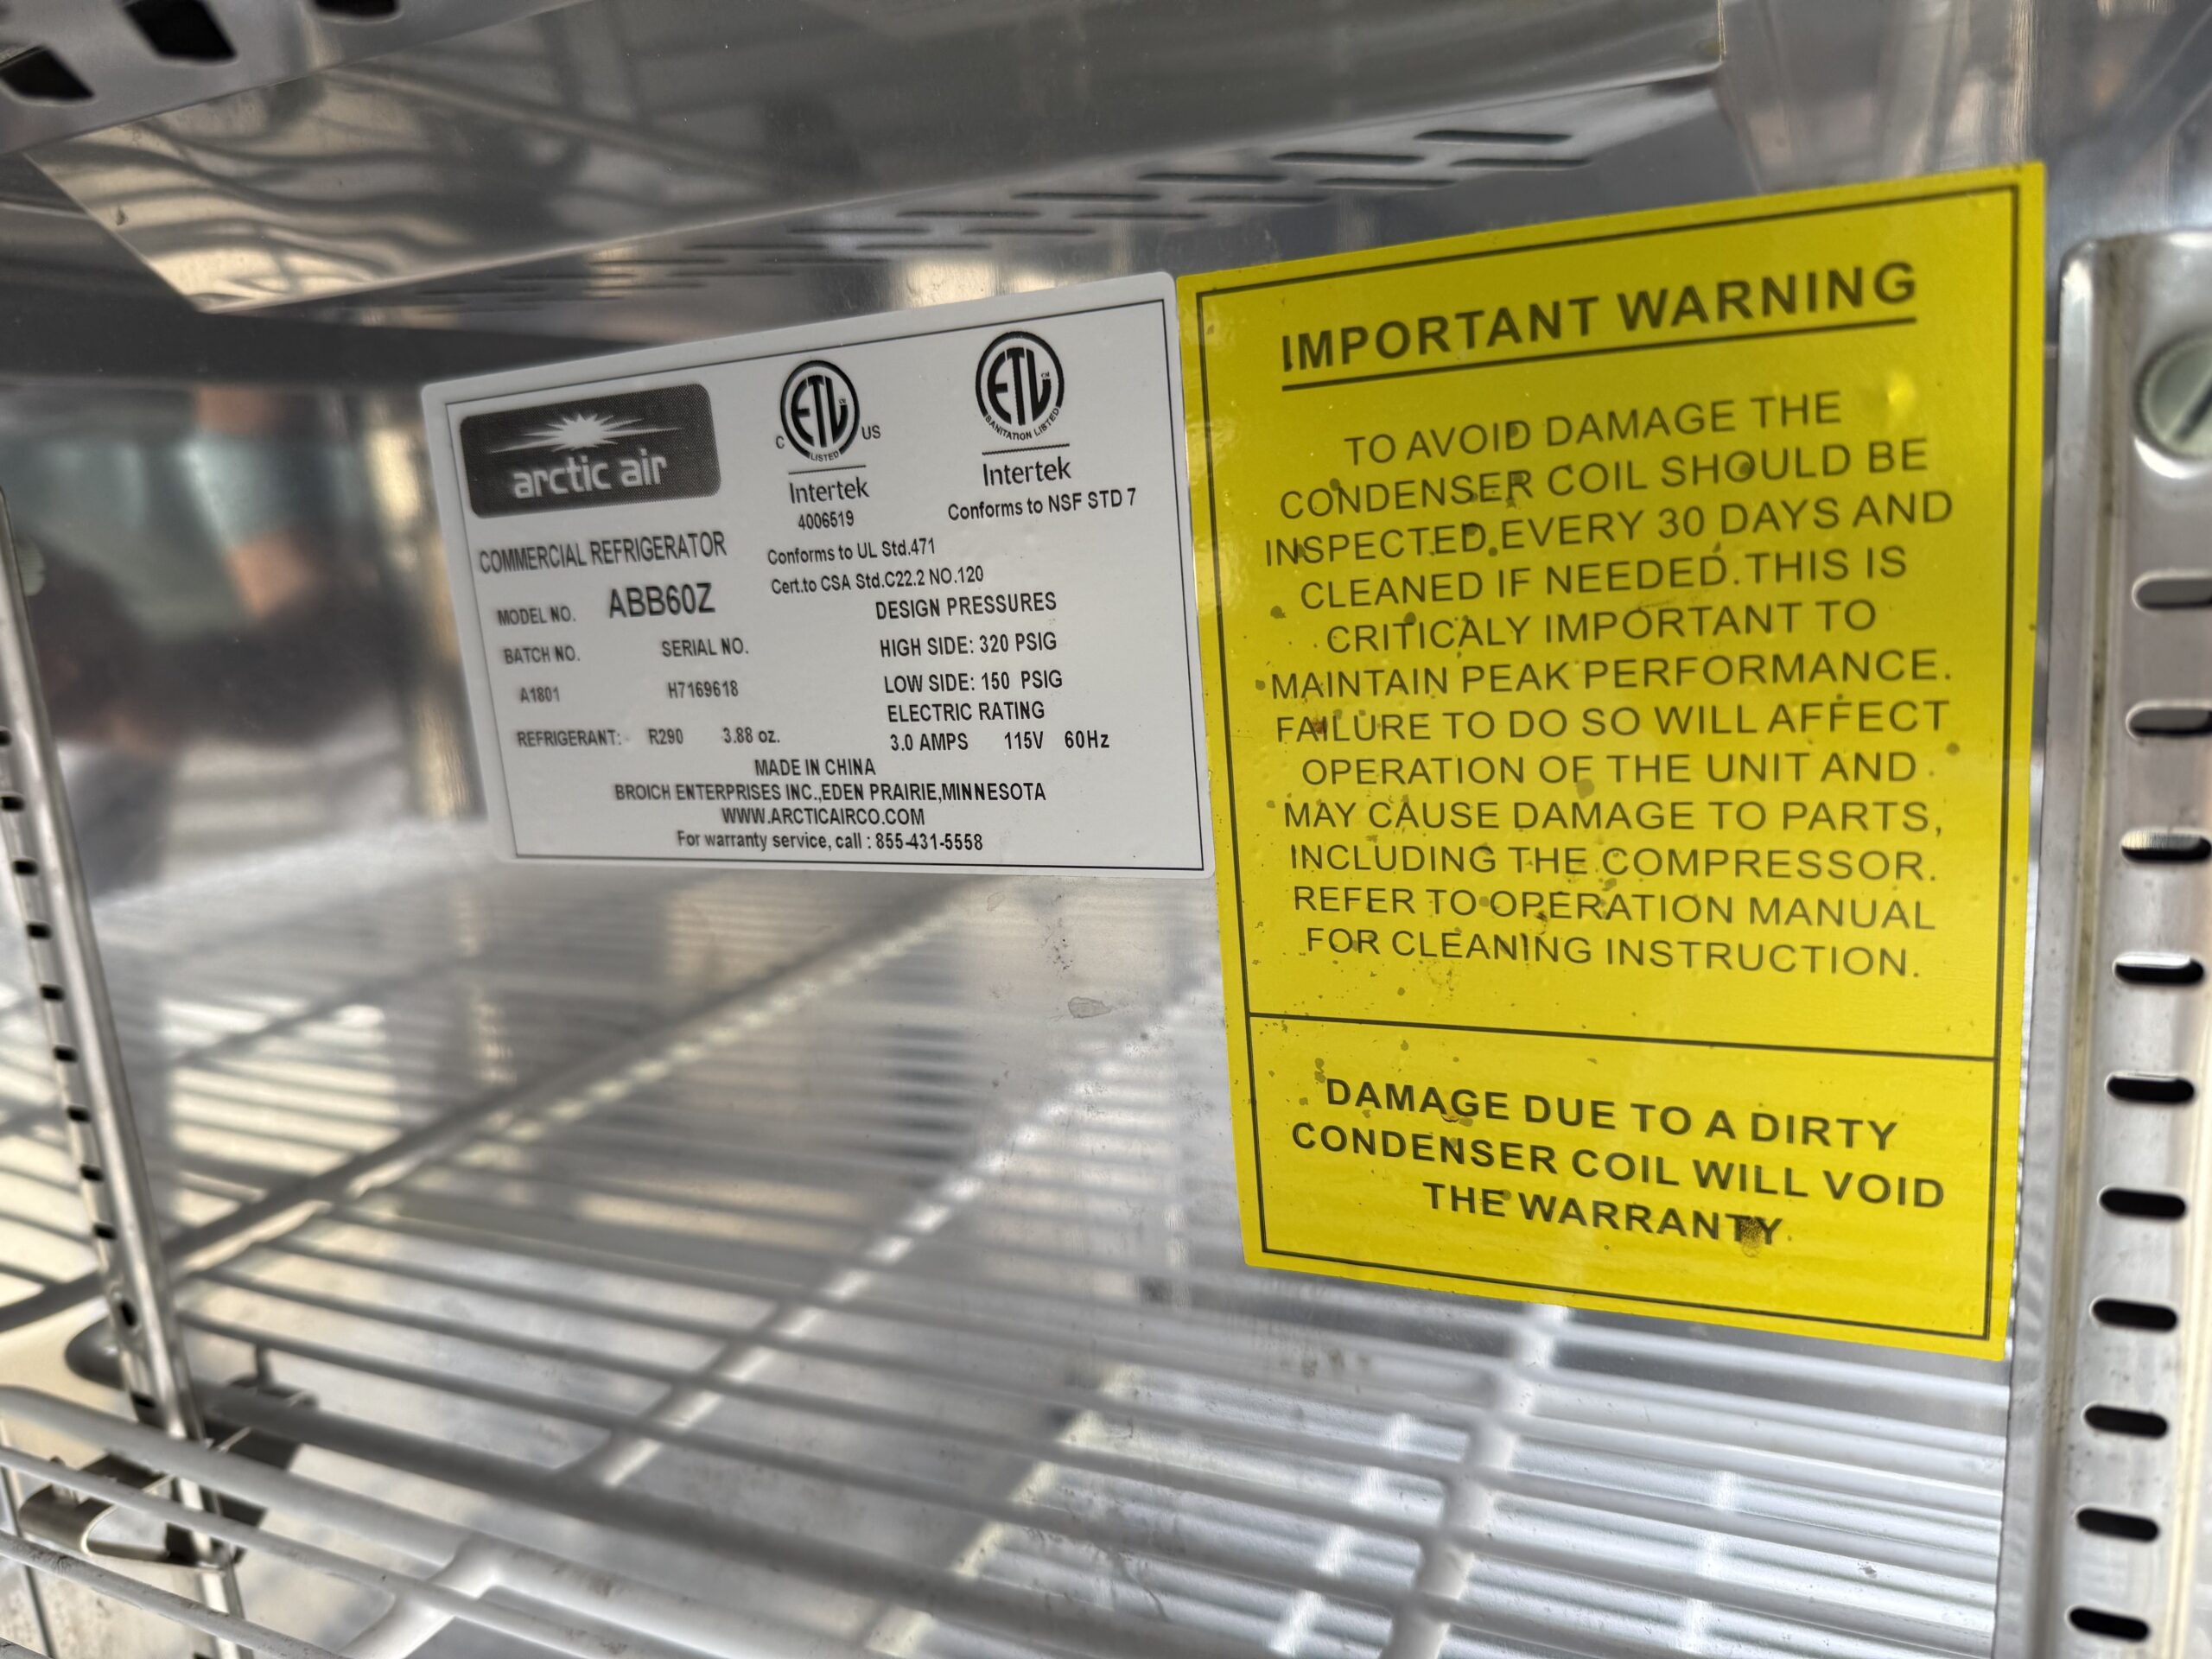 arctic air
C ETL CM US
LISTED
Intertek
4006519
ETL CM
SANITATION LISTED
Intertek
Conforms to NSF STD 7
Conforms to UL Std.471
Cert.to CSA Std.C22.2 NO.120
COMMERCIAL REFRIGERATOR
MODEL NO. ABB60Z
BATCH NO. SERIAL NO.
A1801 H7169618
REFRIGERANT: R290 3.88 oz.
DESIGN PRESSURES
HIGH SIDE: 320 PSIG
LOW SIDE: 150 PSIG
ELECTRIC RATING
3.0 AMPS 115V 60Hz
MADE IN CHINA
BROICH ENTERPRISES INC.,EDEN PRAIRIE,MINNESOTA
WWW.ARCTICAIRCO.COM
For warranty service, call : 855-431-5558
IMPORTANT WARNING
TO AVOID DAMAGE THE
CONDENSER COIL SHOULD BE
INSPECTED EVERY 30 DAYS AND
CLEANED IF NEEDED.THIS IS
CRITICALY IMPORTANT TO
MAINTAIN PEAK PERFORMANCE.
FAILURE TO DO SO WILL AFFECT
OPERATION OF THE UNIT AND
MAY CAUSE DAMAGE TO PARTS,
INCLUDING THE COMPRESSOR.
REFER TO OPERATION MANUAL
FOR CLEANING INSTRUCTION.
DAMAGE DUE TO A DIRTY
CONDENSER COIL WILL VOID
THE WARRANTY